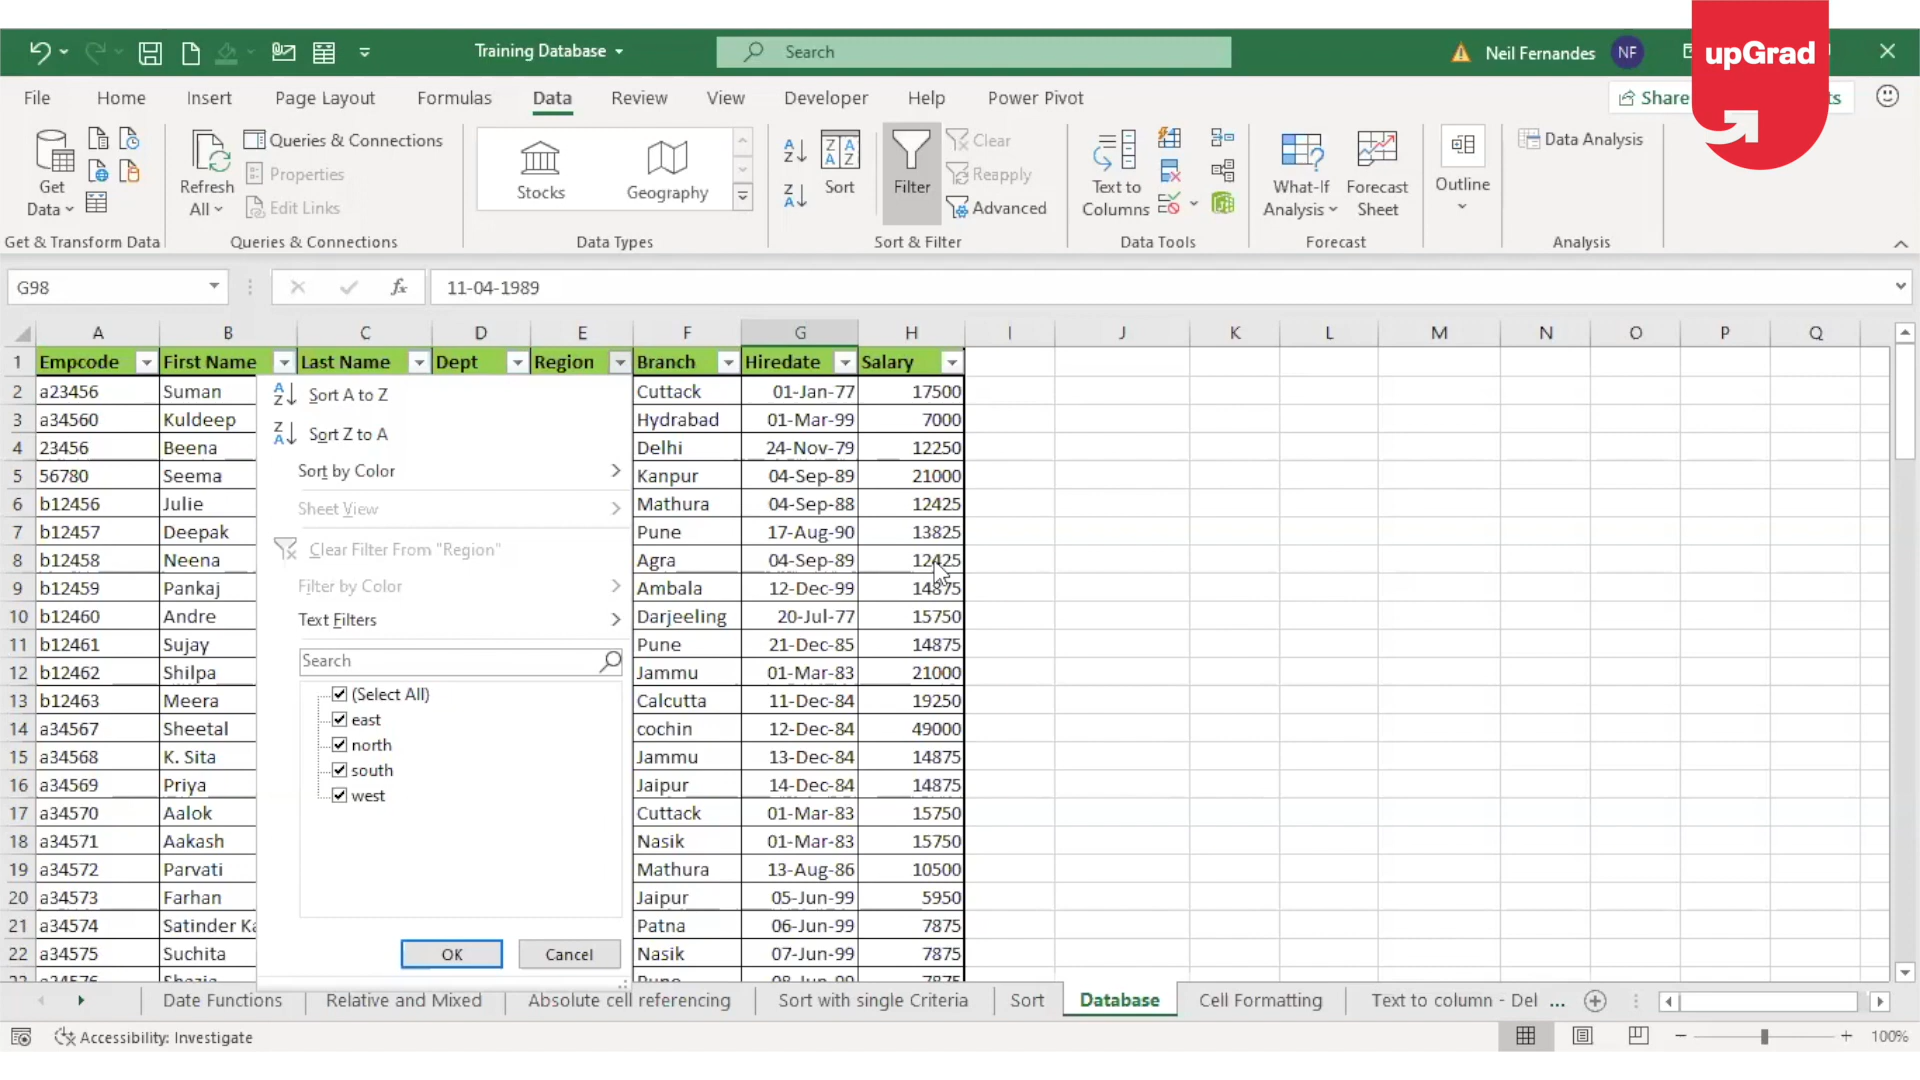 Training Database
Search
Neil Fernandes
NF
upGrad
File Home Insert Page Layout Formulas Data Review View Developer Help Power Pivot
Share
ts
Get Data
Refresh All
Queries & Connections
Properties
Edit Links
Stocks
Geography
Sort
Filter
Clear
Reapply
Advanced
Text to Columns
What-If Analysis
Forecast Sheet
Outline
Data Analysis
Get & Transform Data
Queries & Connections
Data Types
Sort & Filter
Data Tools
Forecast
Analysis
G98
fx
11-04-1989
A B C D E F G H I J K L M N O P Q
1 Empcode First Name Last Name Dept Region Branch Hiredate Salary
2 a23456 Suman Cuttack 01-Jan-77 17500
3 a34560 Kuldeep Hydrabad 01-Mar-99 7000
4 23456 Beena Delhi 24-Nov-79 12250
5 56780 Seema Kanpur 04-Sep-89 21000
6 b12456 Julie Mathura 04-Sep-88 12425
7 b12457 Deepak Pune 17-Aug-90 13825
8 b12458 Neena Agra 04-Sep-89 12425
9 b12459 Pankaj Ambala 12-Dec-99 14875
10 b12460 Andre Darjeeling 20-Jul-77 15750
11 b12461 Sujay Pune 21-Dec-85 14875
12 b12462 Shilpa Jammu 01-Mar-83 21000
13 b12463 Meera Calcutta 11-Dec-84 19250
14 a34567 Sheetal cochin 12-Dec-84 49000
15 a34568 K. Sita Jammu 13-Dec-84 14875
16 a34569 Priya Jaipur 14-Dec-84 14875
17 a34570 Aalok Cuttack 01-Mar-83 15750
18 a34571 Aakash Nasik 01-Mar-83 15750
19 a34572 Parvati Mathura 13-Aug-86 10500
20 a34573 Farhan Jaipur 05-Jun-99 5950
21 a34574 Satinder Ka Patna 06-Jun-99 7875
22 a34575 Suchita Nasik 07-Jun-99 7875
23 a34576 Shazia Pune 08-Jun-99 7875
Sort A to Z
Sort Z to A
Sort by Color
Sheet View
Clear Filter From "Region"
Filter by Color
Text Filters
Search
(Select All)
east
north
south
west
OK
Cancel
Date Functions
Relative and Mixed
Absolute cell referencing
Sort with single Criteria
Sort
Database
Cell Formatting
Text to column - Del ...
Accessibility: Investigate
100%